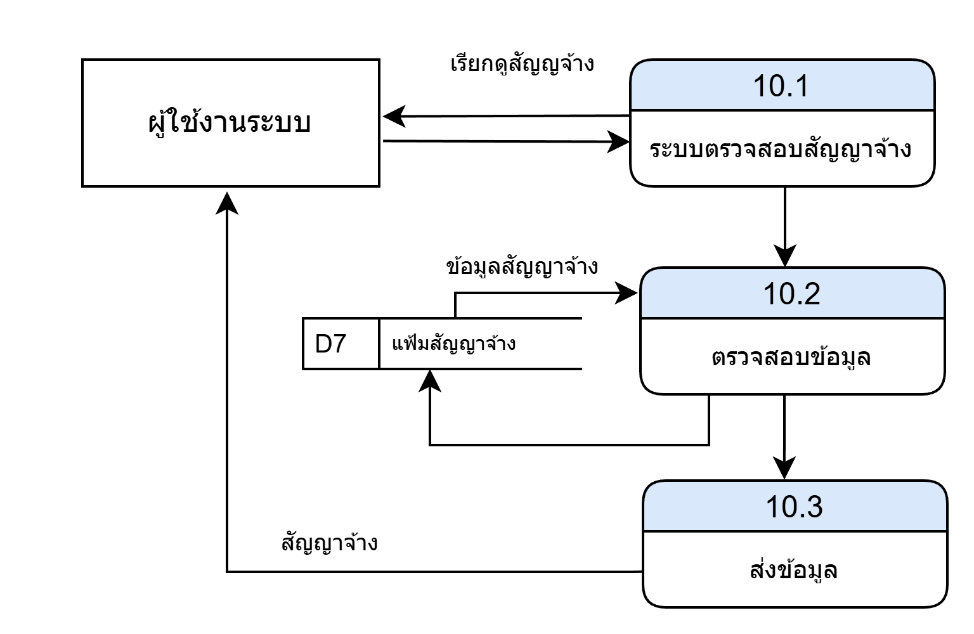 เรียกดูสัญญจ้าง
10.1
ผู้ใช้งานระบบ
ระบบตรวจสอบสัญญาจ้าง
ข้อมูลสัญญาจ้าง
10.2
D7
แฟ้มสัญญาจ้าง
ตรวจสอบข้อมูล
10.3
สัญญาจ้าง
ส่งข้อมูล